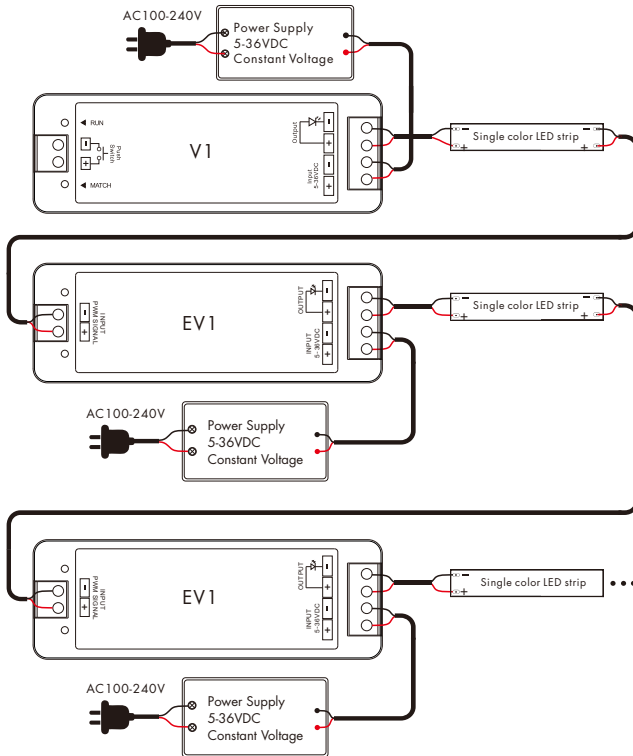 AC100-240V
Power Supply
5-36VDC
Constant Voltage
RUN
Push
Switch
MATCH
V1
Output
Input
5-36VDC
- +
- +
- +
Single color LED strip
- -
+ +
INPUT
PWM SIGNAL
- +
EV1
OUTPUT
INPUT
5-36VDC
- +
- +
Single color LED strip
- -
+ +
AC100-240V
Power Supply
5-36VDC
Constant Voltage
INPUT
PWM SIGNAL
- +
EV1
OUTPUT
INPUT
5-36VDC
- +
- +
Single color LED strip
-
+
AC100-240V
Power Supply
5-36VDC
Constant Voltage